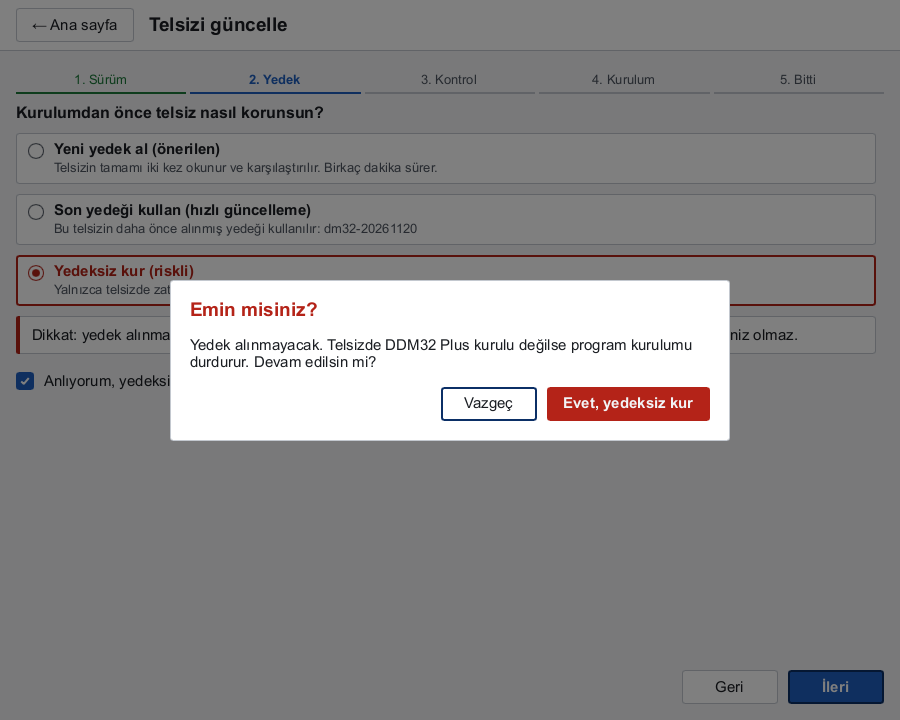 ← Ana sayfa
Telsizi güncelle
1. Sürüm
2. Yedek
3. Kontrol
4. Kurulum
5. Bitti
Kurulumdan önce telsiz nasıl korunsun?
Yeni yedek al (önerilen)
Telsizin tamamı iki kez okunur ve karşılaştırılır. Birkaç dakika sürer.
Son yedeği kullan (hızlı güncelleme)
Bu telsizin daha önce alınmış yedeği kullanılır: dm32-20261120
Yedeksiz kur (riskli)
Yalnızca telsizde
Dikkat: yedek
olmaz.
Anlıyorum,
Emin misiniz?
Yedek alınmayacak. Telsizde DDM32 Plus kurulu değilse program kurulumu
durdurur. Devam edilsin mi?
Vazgeç
Evet, yedeksiz kur
Geri
İleri